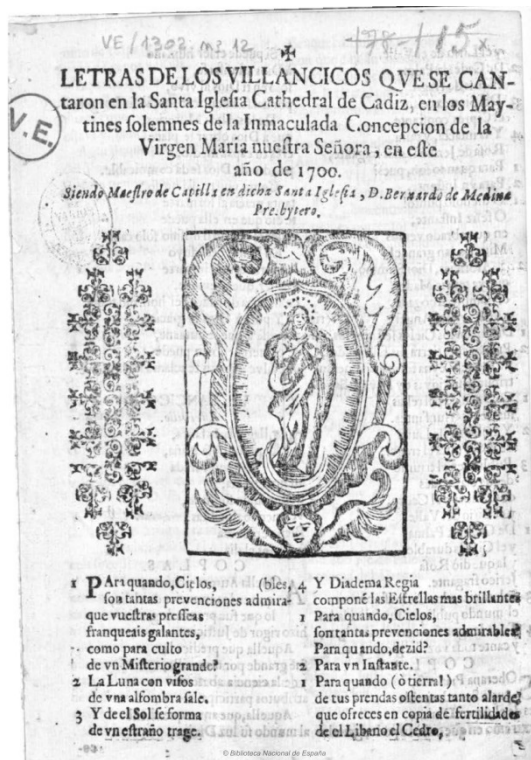 VE/1302 nº 12
✠
LETRAS DE LOS VILLANCICOS QVE SE CAN-
taron en la Santa Iglesia Cathedral de Cadiz, en los May-
tines solemnes de la Inmaculada Concepcion de la
Virgen Maria nuestra Señora, en este
año de 1700.
Siendo Maestro de Capilla en dicha Santa Iglesia, D. Bernardo de Medina
Presbytero.
V.E.
1 PAra quando, Cielos, (bles,
son tantas prevenciones admira-
que vuestras presseas
franqueais galantes,
como para culto
de vn Misterio grande?
2 La Luna con visos
de vna alfombra sale.
3 Y de el Sol se forma
de vn estraño trage.
4 Y Diadema Regia
componē las Estrellas mas brillantes
1 Para quando, Cielos,
son tantas prevenciones admirables?
Para quando, dezid?
2 Para vn Instante.
1 Para quando (ò tierra!)
de tus prendas ostentas tanto alarde,
que ofreces en copia de fertilidades
de el Libano el Cedro,
© Biblioteca Nacional de España